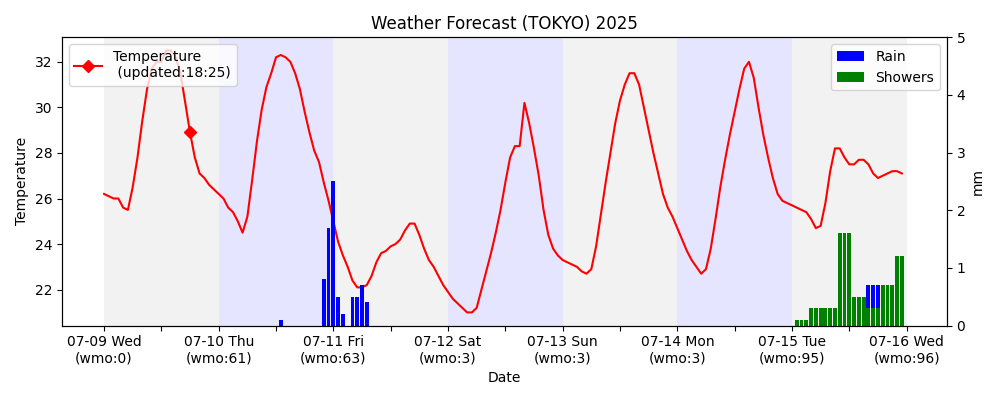 Weather Forecast (TOKYO) 2025
Temperature
(updated:18:25)
Rain
Showers
Temperature
32
30
28
26
24
22
5
4
3
2
1
0
mm
07-09 Wed
(wmo:0)
07-10 Thu
(wmo:61)
07-11 Fri
(wmo:63)
07-12 Sat
(wmo:3)
07-13 Sun
(wmo:3)
07-14 Mon
(wmo:3)
07-15 Tue
(wmo:95)
07-16 Wed
(wmo:96)
Date